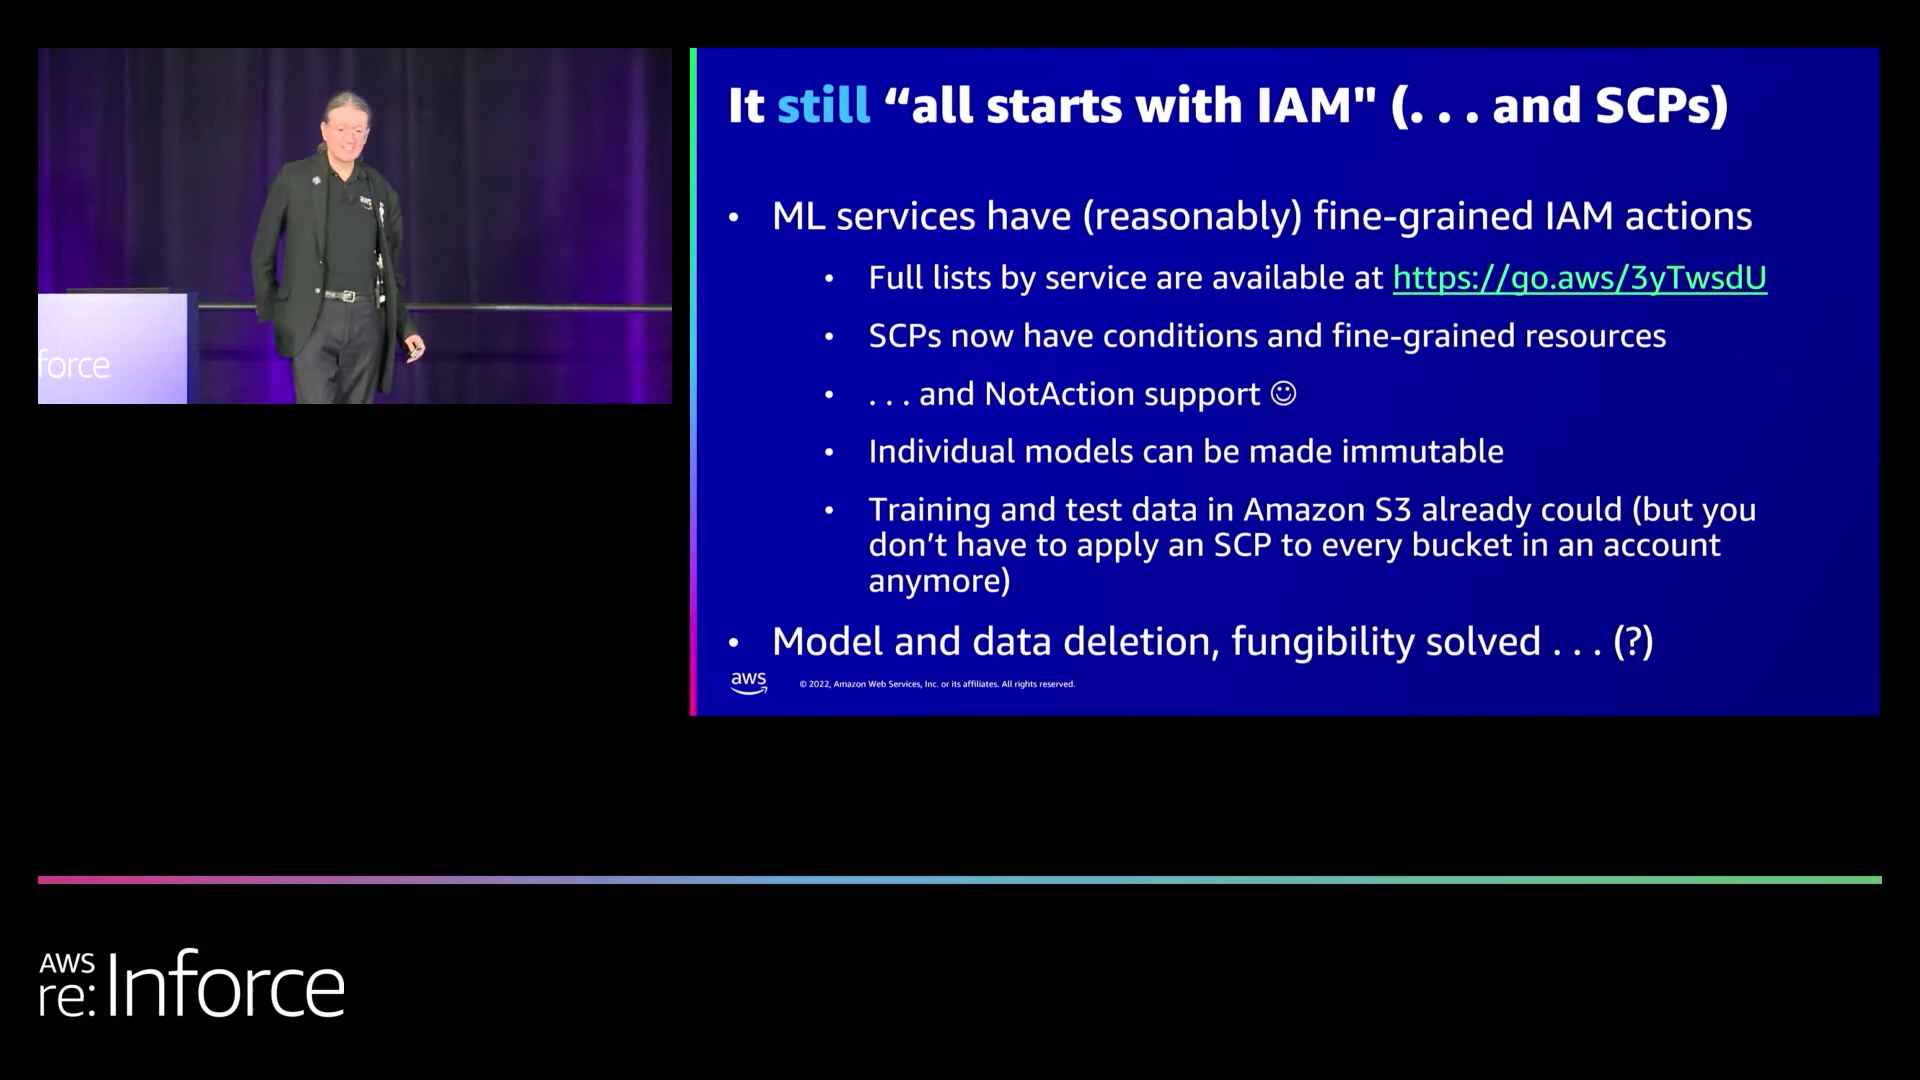 force
It still “all starts with IAM" (. . . and SCPs)
• ML services have (reasonably) fine-grained IAM actions
• Full lists by service are available at https://go.aws/3yTwsdU
• SCPs now have conditions and fine-grained resources
• . . . and NotAction support ☺
• Individual models can be made immutable
• Training and test data in Amazon S3 already could (but you
don’t have to apply an SCP to every bucket in an account
anymore)
• Model and data deletion, fungibility solved . . . (?)
aws
© 2022, Amazon Web Services, Inc. or its affiliates. All rights reserved.
AWS
re:Inforce